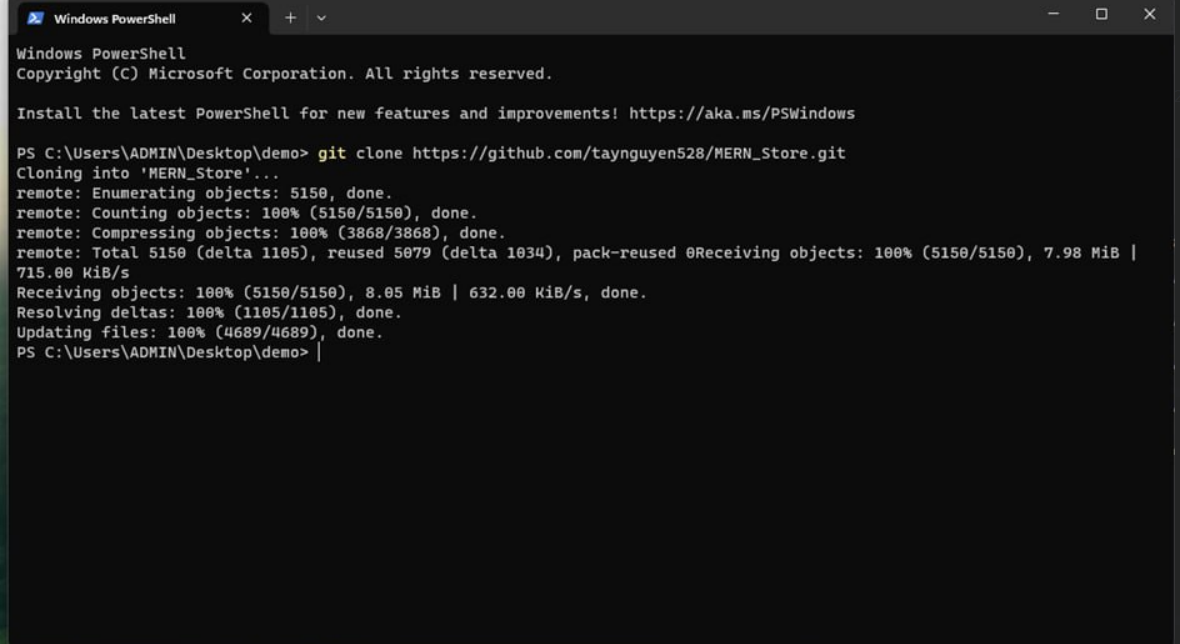 Windows PowerShell
Windows PowerShell
Copyright (C) Microsoft Corporation. All rights reserved.
Install the latest PowerShell for new features and improvements! https://aka.ms/PSWindows
PS C:\Users\ADMIN\Desktop\demo> git clone https://github.com/taynguyen528/MERN_Store.git
Cloning into 'MERN_Store'...
remote: Enumerating objects: 5150, done.
remote: Counting objects: 100% (5150/5150), done.
remote: Compressing objects: 100% (3868/3868), done.
remote: Total 5150 (delta 1105), reused 5079 (delta 1034), pack-reused 0Receiving objects: 100% (5150/5150), 7.98 MiB |
715.00 KiB/s
Receiving objects: 100% (5150/5150), 8.05 MiB | 632.00 KiB/s, done.
Resolving deltas: 100% (1105/1105), done.
Updating files: 100% (4689/4689), done.
PS C:\Users\ADMIN\Desktop\demo>